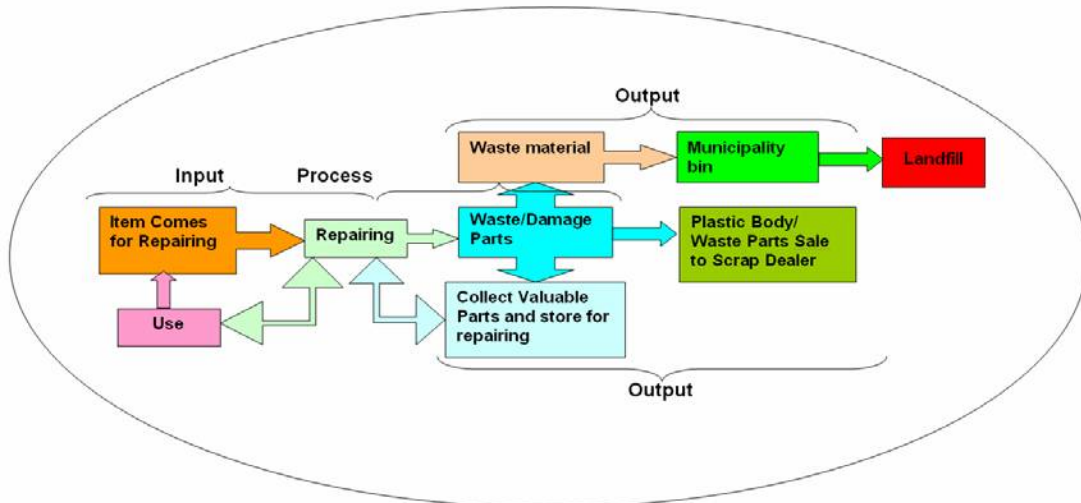 Output
Waste material
Municipality
bin
Landfill
Input
Process
Item Comes
for Repairing
Repairing
Waste/Damage
Parts
Plastic Body/
Waste Parts Sale
to Scrap Dealer
Use
Collect Valuable
Parts and store for
repairing
Output